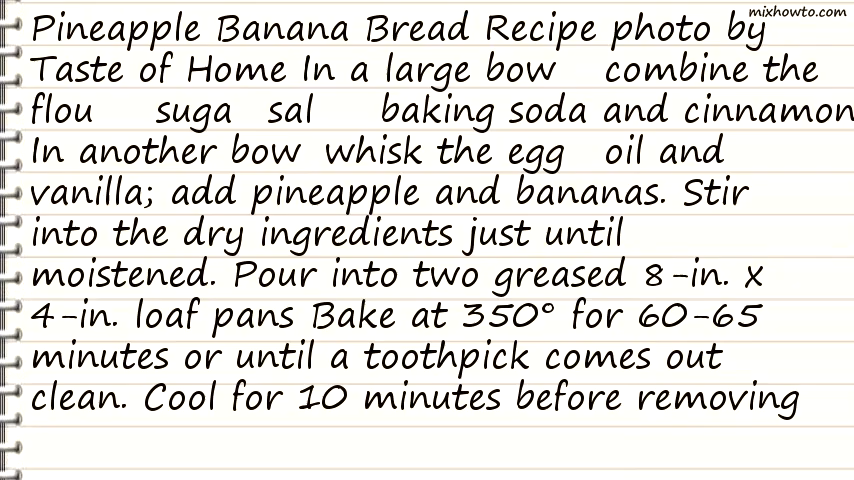 mixhowto.com
Pineapple Banana Bread Recipe photo by
Taste of Home In a large bow combine the
flou suga sal baking soda and cinnamon
In another bow whisk the egg oil and
vanilla; add pineapple and bananas. Stir
into the dry ingredients just until
moistened. Pour into two greased 8-in. x
4-in. loaf pans Bake at 350° for 60-65
minutes or until a toothpick comes out
clean. Cool for 10 minutes before removing